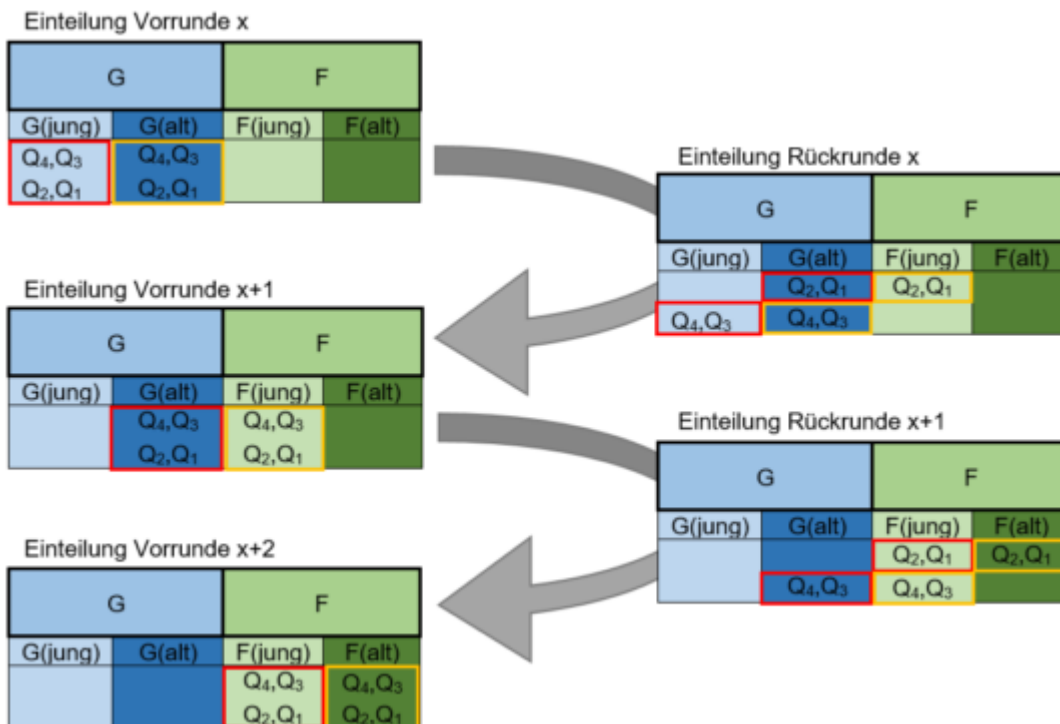 Einteilung Vorrunde x
G F
G(jung) G(alt) F(jung) F(alt)
Q₄,Q₃ Q₄,Q₃
Q₂,Q₁ Q₂,Q₁
Einteilung Rückrunde x
G F
G(jung) G(alt) F(jung) F(alt)
Q₂,Q₁ Q₂,Q₁
Q₄,Q₃ Q₄,Q₃
Einteilung Vorrunde x+1
G F
G(jung) G(alt) F(jung) F(alt)
Q₄,Q₃ Q₄,Q₃
Q₂,Q₁ Q₂,Q₁
Einteilung Rückrunde x+1
G F
G(jung) G(alt) F(jung) F(alt)
Q₂,Q₁ Q₂,Q₁
Q₄,Q₃ Q₄,Q₃
Einteilung Vorrunde x+2
G F
G(jung) G(alt) F(jung) F(alt)
Q₄,Q₃ Q₄,Q₃
Q₂,Q₁ Q₂,Q₁